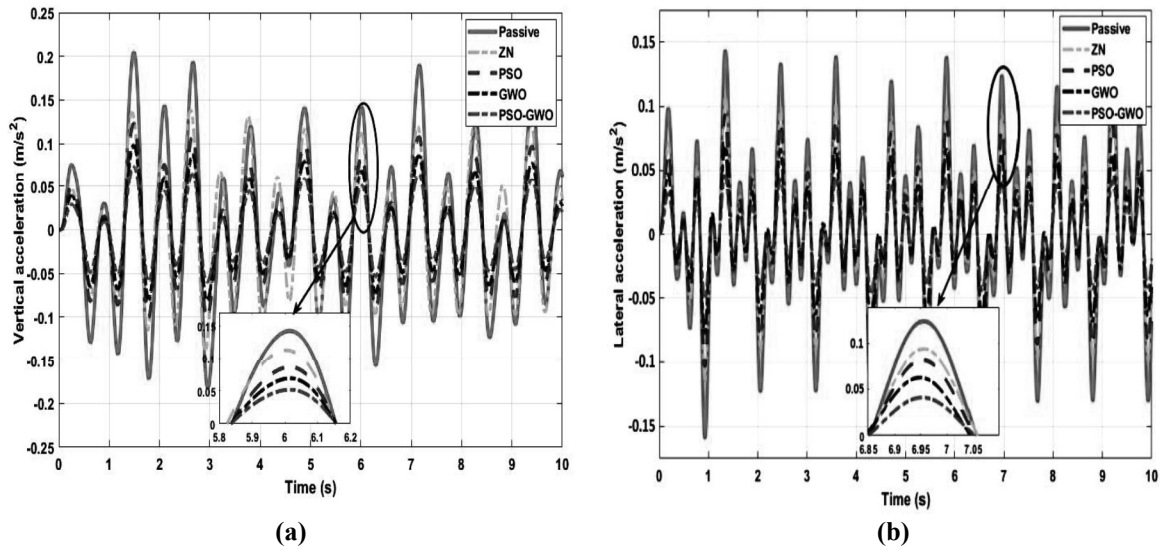 0.25
0.2
0.15
0.1
0.05
0
-0.05
-0.1
-0.15
-0.2
-0.25
Vertical acceleration (m/s²)
0 1 2 3 4 5 6 7 8 9 10
Time (s)
Passive
ZN
PSO
GWO
PSO-GWO
0.15
0.1
0.05
0
5.8 5.9 6 6.1 6.2
(a)
0.15
0.1
0.05
0
-0.05
-0.1
-0.15
Lateral acceleration (m/s²)
0 1 2 3 4 5 6 7 8 9 10
Time (s)
Passive
ZN
PSO
GWO
PSO-GWO
0.1
0.05
0
6.85 6.9 6.95 7 7.05
(b)